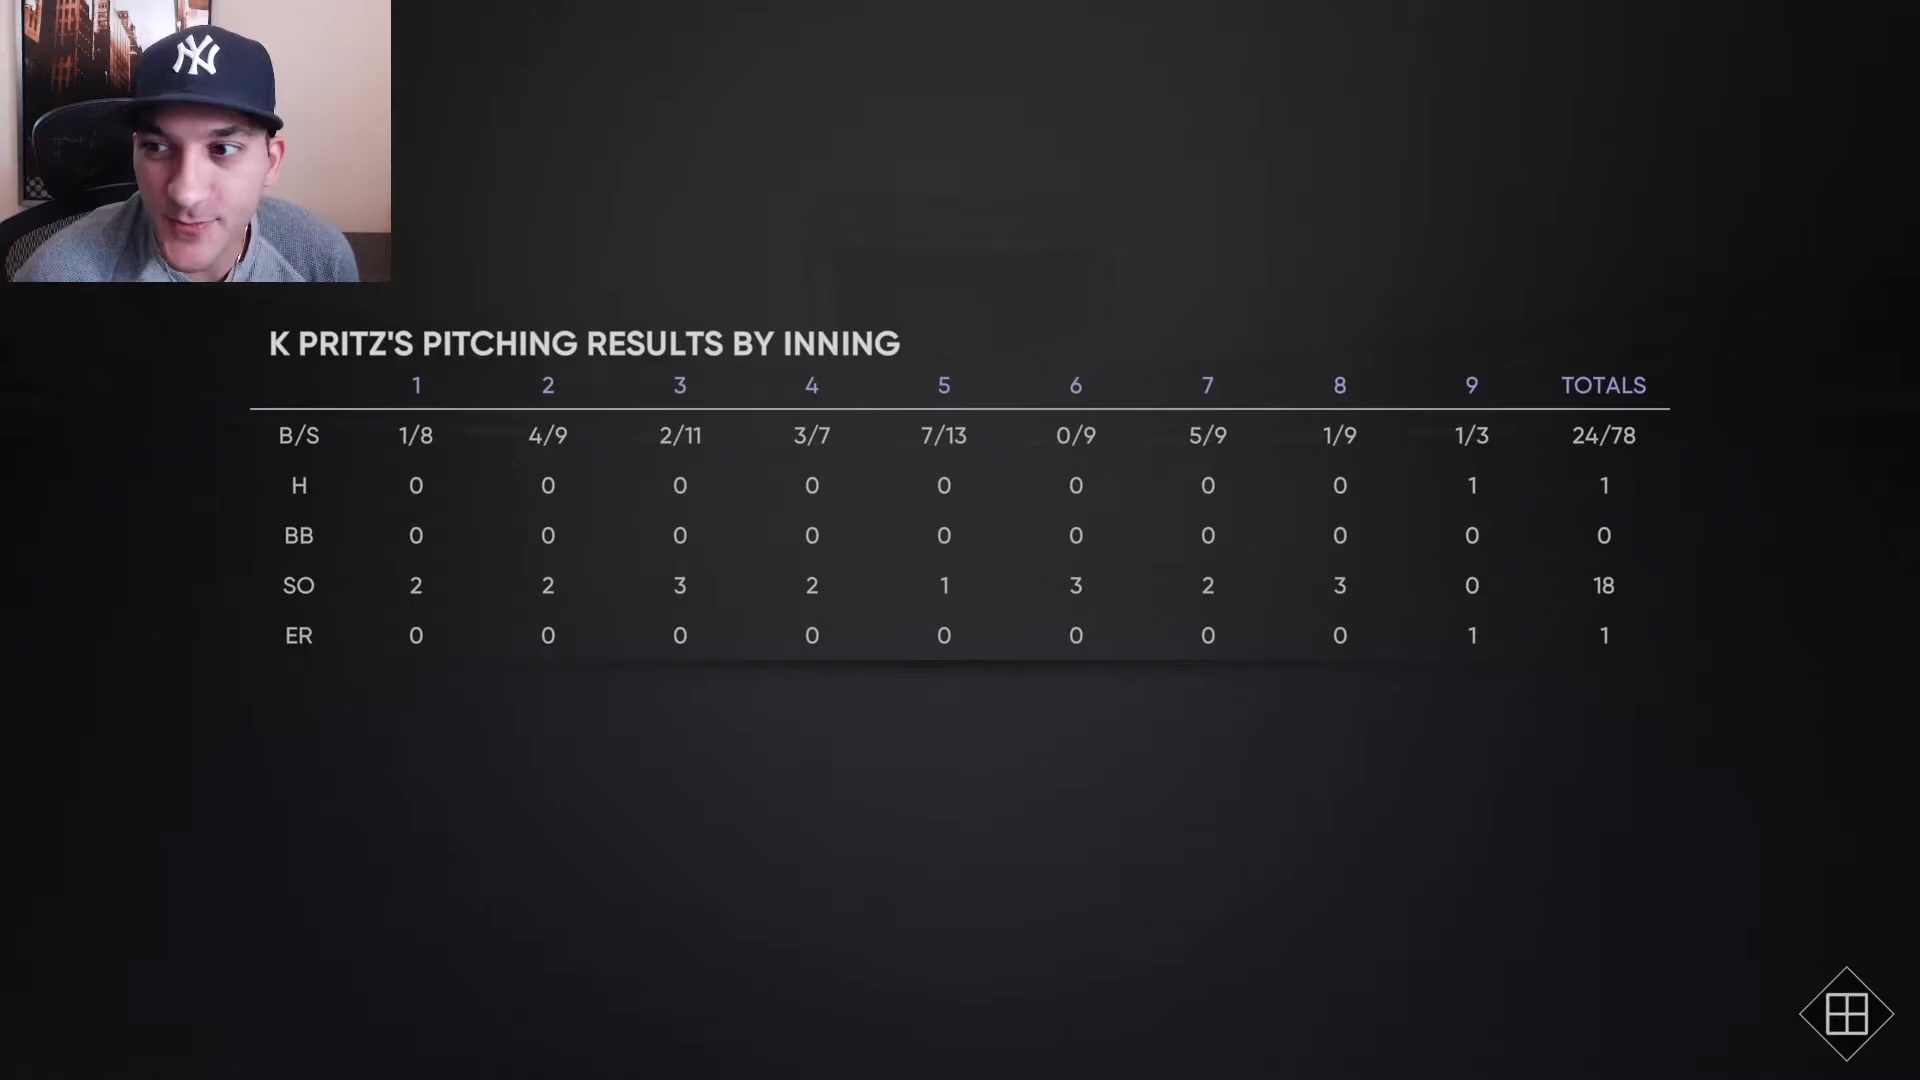 NY
K PRITZ'S PITCHING RESULTS BY INNING
1 2 3 4 5 6 7 8 9 TOTALS
B/S 1/8 4/9 2/11 3/7 7/13 0/9 5/9 1/9 1/3 24/78
H 0 0 0 0 0 0 0 0 1 1
BB 0 0 0 0 0 0 0 0 0 0
SO 2 2 3 2 1 3 2 3 0 18
ER 0 0 0 0 0 0 0 0 1 1